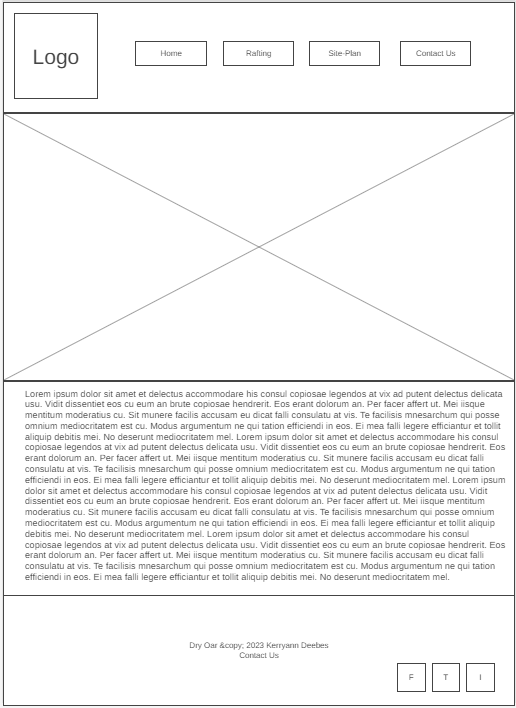 Logo
Home
Rafting
Site-Plan
Contact Us
Lorem ipsum dolor sit amet et delectus accommodare his consul copiosae legendos at vix ad putent delectus delicata
usu. Vidit dissentiet eos cu eum an brute copiosae hendrerit. Eos erant dolorum an. Per facer affert ut. Mei iisque
mentitum moderatius cu. Sit munere facilis accusam eu dicat falli consulatu at vis. Te facilisis mnesarchum qui posse
omnium mediocritatem est cu. Modus argumentum ne qui tation efficiendi in eos. Ei mea falli legere efficiantur et tollit
aliquip debitis mei. No deserunt mediocritatem mel. Lorem ipsum dolor sit amet et delectus accommodare his consul
copiosae legendos at vix ad putent delectus delicata usu. Vidit dissentiet eos cu eum an brute copiosae hendrerit. Eos
erant dolorum an. Per facer affert ut. Mei iisque mentitum moderatius cu. Sit munere facilis accusam eu dicat falli
consulatu at vis. Te facilisis mnesarchum qui posse omnium mediocritatem est cu. Modus argumentum ne qui tation
efficiendi in eos. Ei mea falli legere efficiantur et tollit aliquip debitis mei. No deserunt mediocritatem mel. Lorem ipsum
dolor sit amet et delectus accommodare his consul copiosae legendos at vix ad putent delectus delicata usu. Vidit
dissentiet eos cu eum an brute copiosae hendrerit. Eos erant dolorum an. Per facer affert ut. Mei iisque mentitum
moderatius cu. Sit munere facilis accusam eu dicat falli consulatu at vis. Te facilisis mnesarchum qui posse omnium
mediocritatem est cu. Modus argumentum ne qui tation efficiendi in eos. Ei mea falli legere efficiantur et tollit aliquip
debitis mei. No deserunt mediocritatem mel. Lorem ipsum dolor sit amet et delectus accommodare his consul
copiosae legendos at vix ad putent delectus delicata usu. Vidit dissentiet eos cu eum an brute copiosae hendrerit. Eos
erant dolorum an. Per facer affert ut. Mei iisque mentitum moderatius cu. Sit munere facilis accusam eu dicat falli
consulatu at vis. Te facilisis mnesarchum qui posse omnium mediocritatem est cu. Modus argumentum ne qui tation
efficiendi in eos. Ei mea falli legere efficiantur et tollit aliquip debitis mei. No deserunt mediocritatem mel.
Dry Oar &copy; 2023 Kerryann Deebes
Contact Us
F
T
I